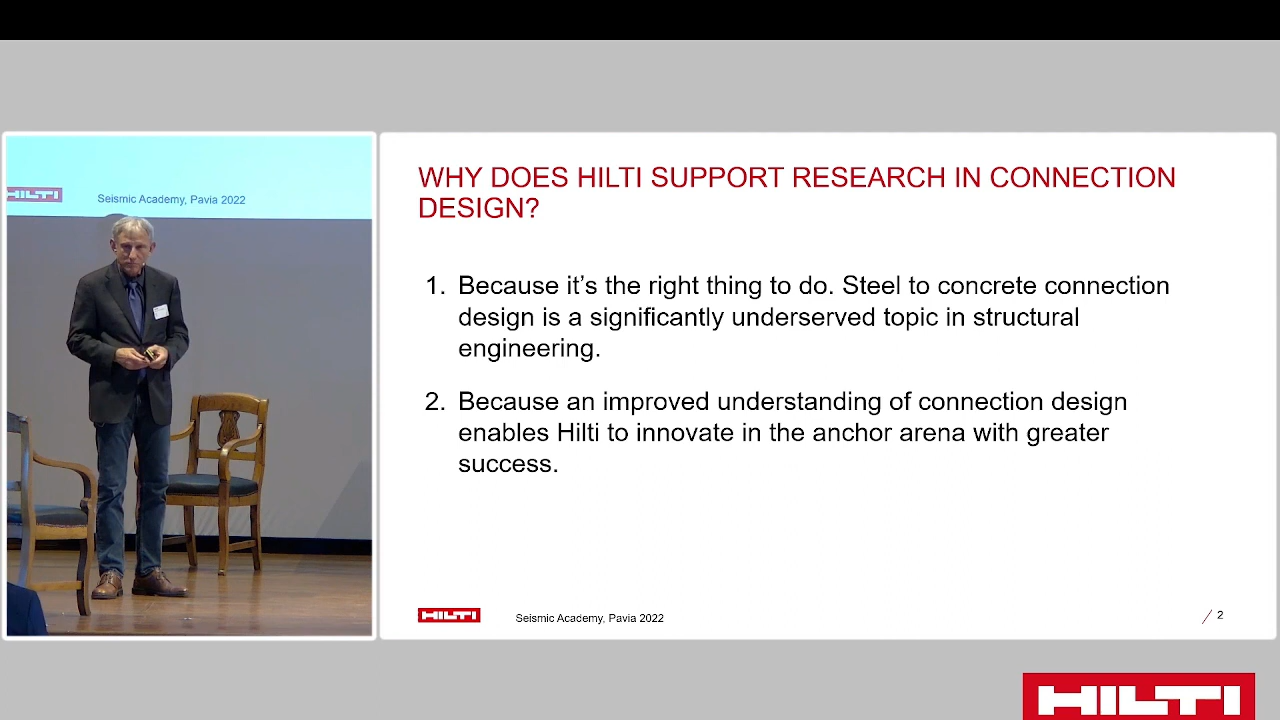 HILTI
Seismic Academy, Pavia 2022
WHY DOES HILTI SUPPORT RESEARCH IN CONNECTION
DESIGN?
1. Because it’s the right thing to do. Steel to concrete connection
design is a significantly underserved topic in structural
engineering.
2. Because an improved understanding of connection design
enables Hilti to innovate in the anchor arena with greater
success.
HILTI
Seismic Academy, Pavia 2022
/ 2
HILTI